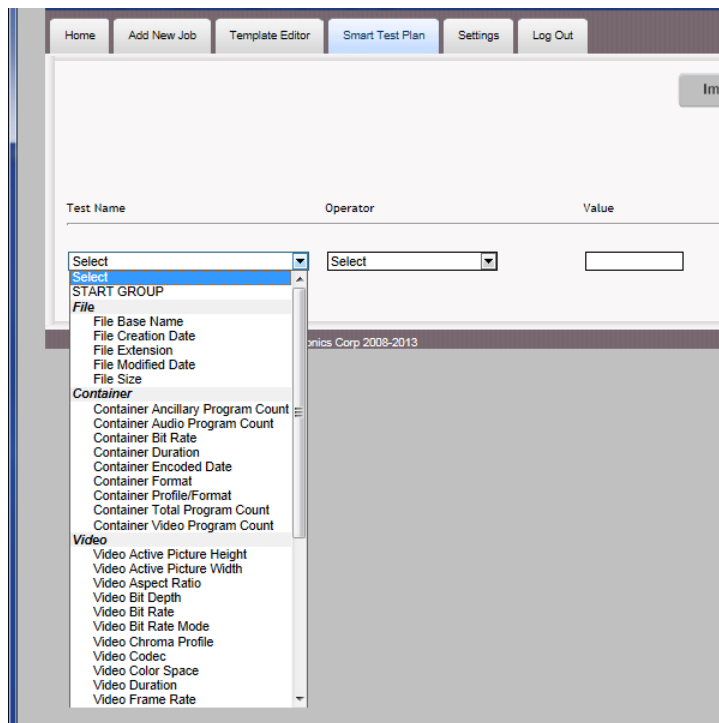 Home Add New Job Template Editor Smart Test Plan Settings Log Out
Im
Test Name Operator Value
Select Select
Select
START GROUP
File
File Base Name
File Creation Date
File Extension
File Modified Date
File Size
onics Corp 2008-2013
Container
Container Ancillary Program Count
Container Audio Program Count
Container Bit Rate
Container Duration
Container Encoded Date
Container Format
Container Profile/Format
Container Total Program Count
Container Video Program Count
Video
Video Active Picture Height
Video Active Picture Width
Video Aspect Ratio
Video Bit Depth
Video Bit Rate
Video Bit Rate Mode
Video Chroma Profile
Video Codec
Video Color Space
Video Duration
Video Frame Rate